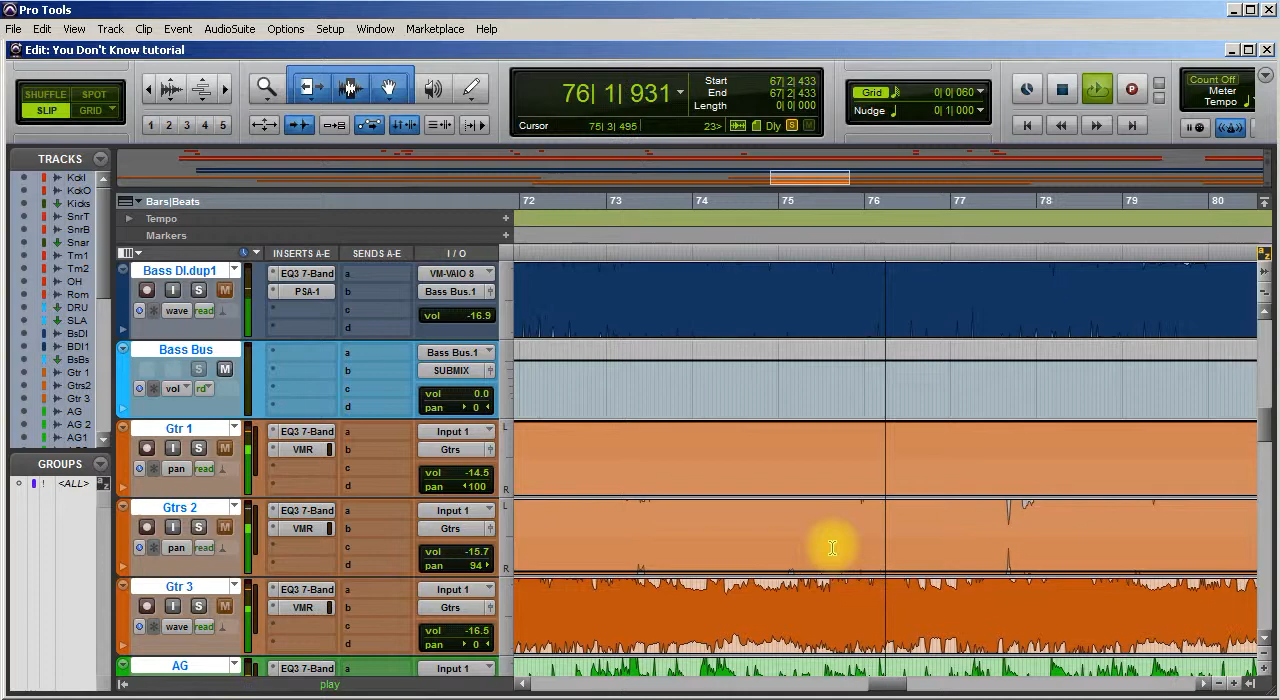 Pro Tools
File Edit View Track Clip Event AudioSuite Options Setup Window Marketplace Help
Edit: You Don't Know tutorial
SHUFFLE SPOT
SLIP GRID
1 2 3 4 5
76| 1| 931
Start 67| 2| 433
End 67| 2| 433
Length 0| 0| 000
Cursor 75| 3| 495 23> Dly S M
Grid 0| 0| 060
Nudge 0| 1| 000
Count Off
Meter
Tempo
TRACKS
Kckl
KckO
Kicks
SnrT
SnrB
Snar
Tm1
Tm2
OH
Rom
DRU
SLA
BsDI
BDI1
BsBs
Gtr 1
Gtrs2
Gtr 3
AG
AG 2
AG1
GROUPS
! <ALL> a z
Bars|Beats 72 73 74 75 76 77 78 79 80
Tempo +
Markers +
INSERTS A-E SENDS A-E I / O
Bass DI.dup1 EQ3 7-Band a VM-VAIO 8
I S M PSA-1 b Bass Bus.1
wave read c vol -16.9
d
Bass Bus a Bass Bus.1
S M b SUBMIX
vol rd c vol 0.0
d pan 0
Gtr 1 EQ3 7-Band a Input 1 L
I S M VMR b Gtrs
pan read c vol -14.5
d pan 100 R
Gtrs 2 EQ3 7-Band a Input 1 L
I S M VMR b Gtrs
pan read c vol -15.7
d pan 94 R
Gtr 3 EQ3 7-Band a Input 1
I S M VMR b Gtrs
wave read c vol -16.5
d pan 0
AG EQ3 7-Band a Input 1
play